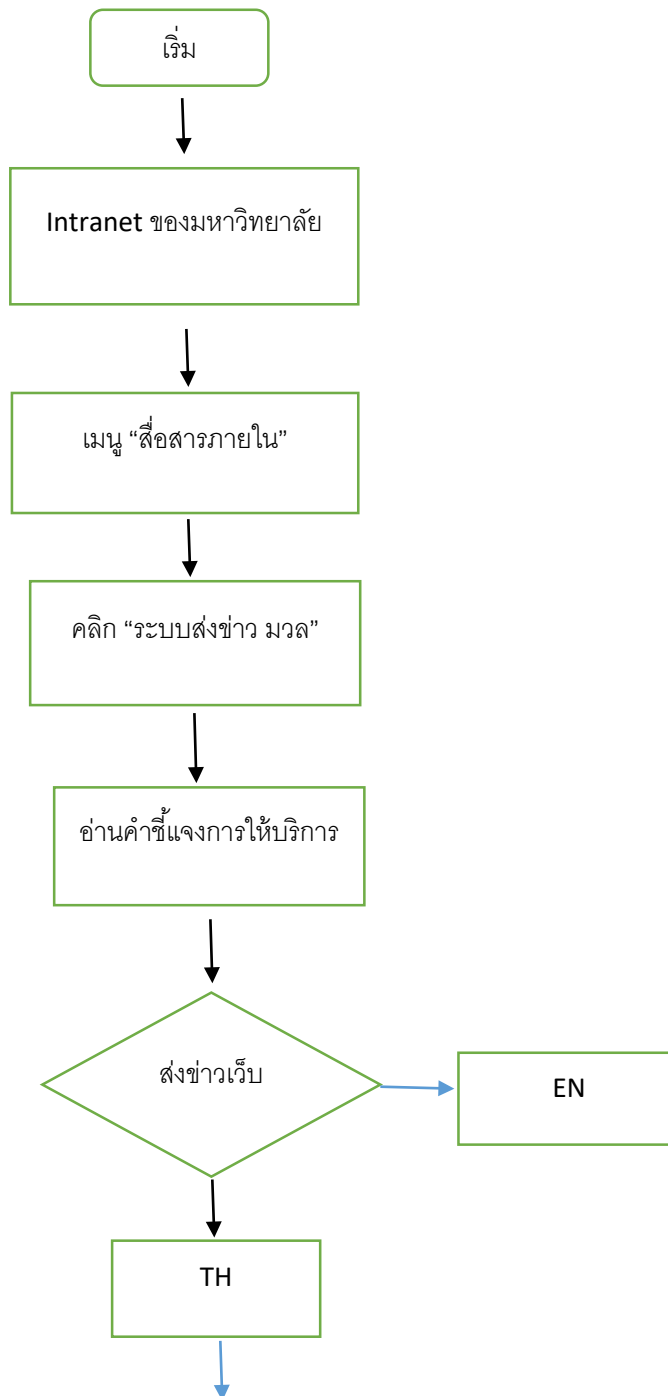 เริ่ม
Intranet ของมหาวิทยาลัย
เมนู “สื่อสารภายใน”
คลิก “ระบบส่งข่าว มวล”
อ่านคำชี้แจงการให้บริการ
ส่งข่าวเว็บ
EN
TH